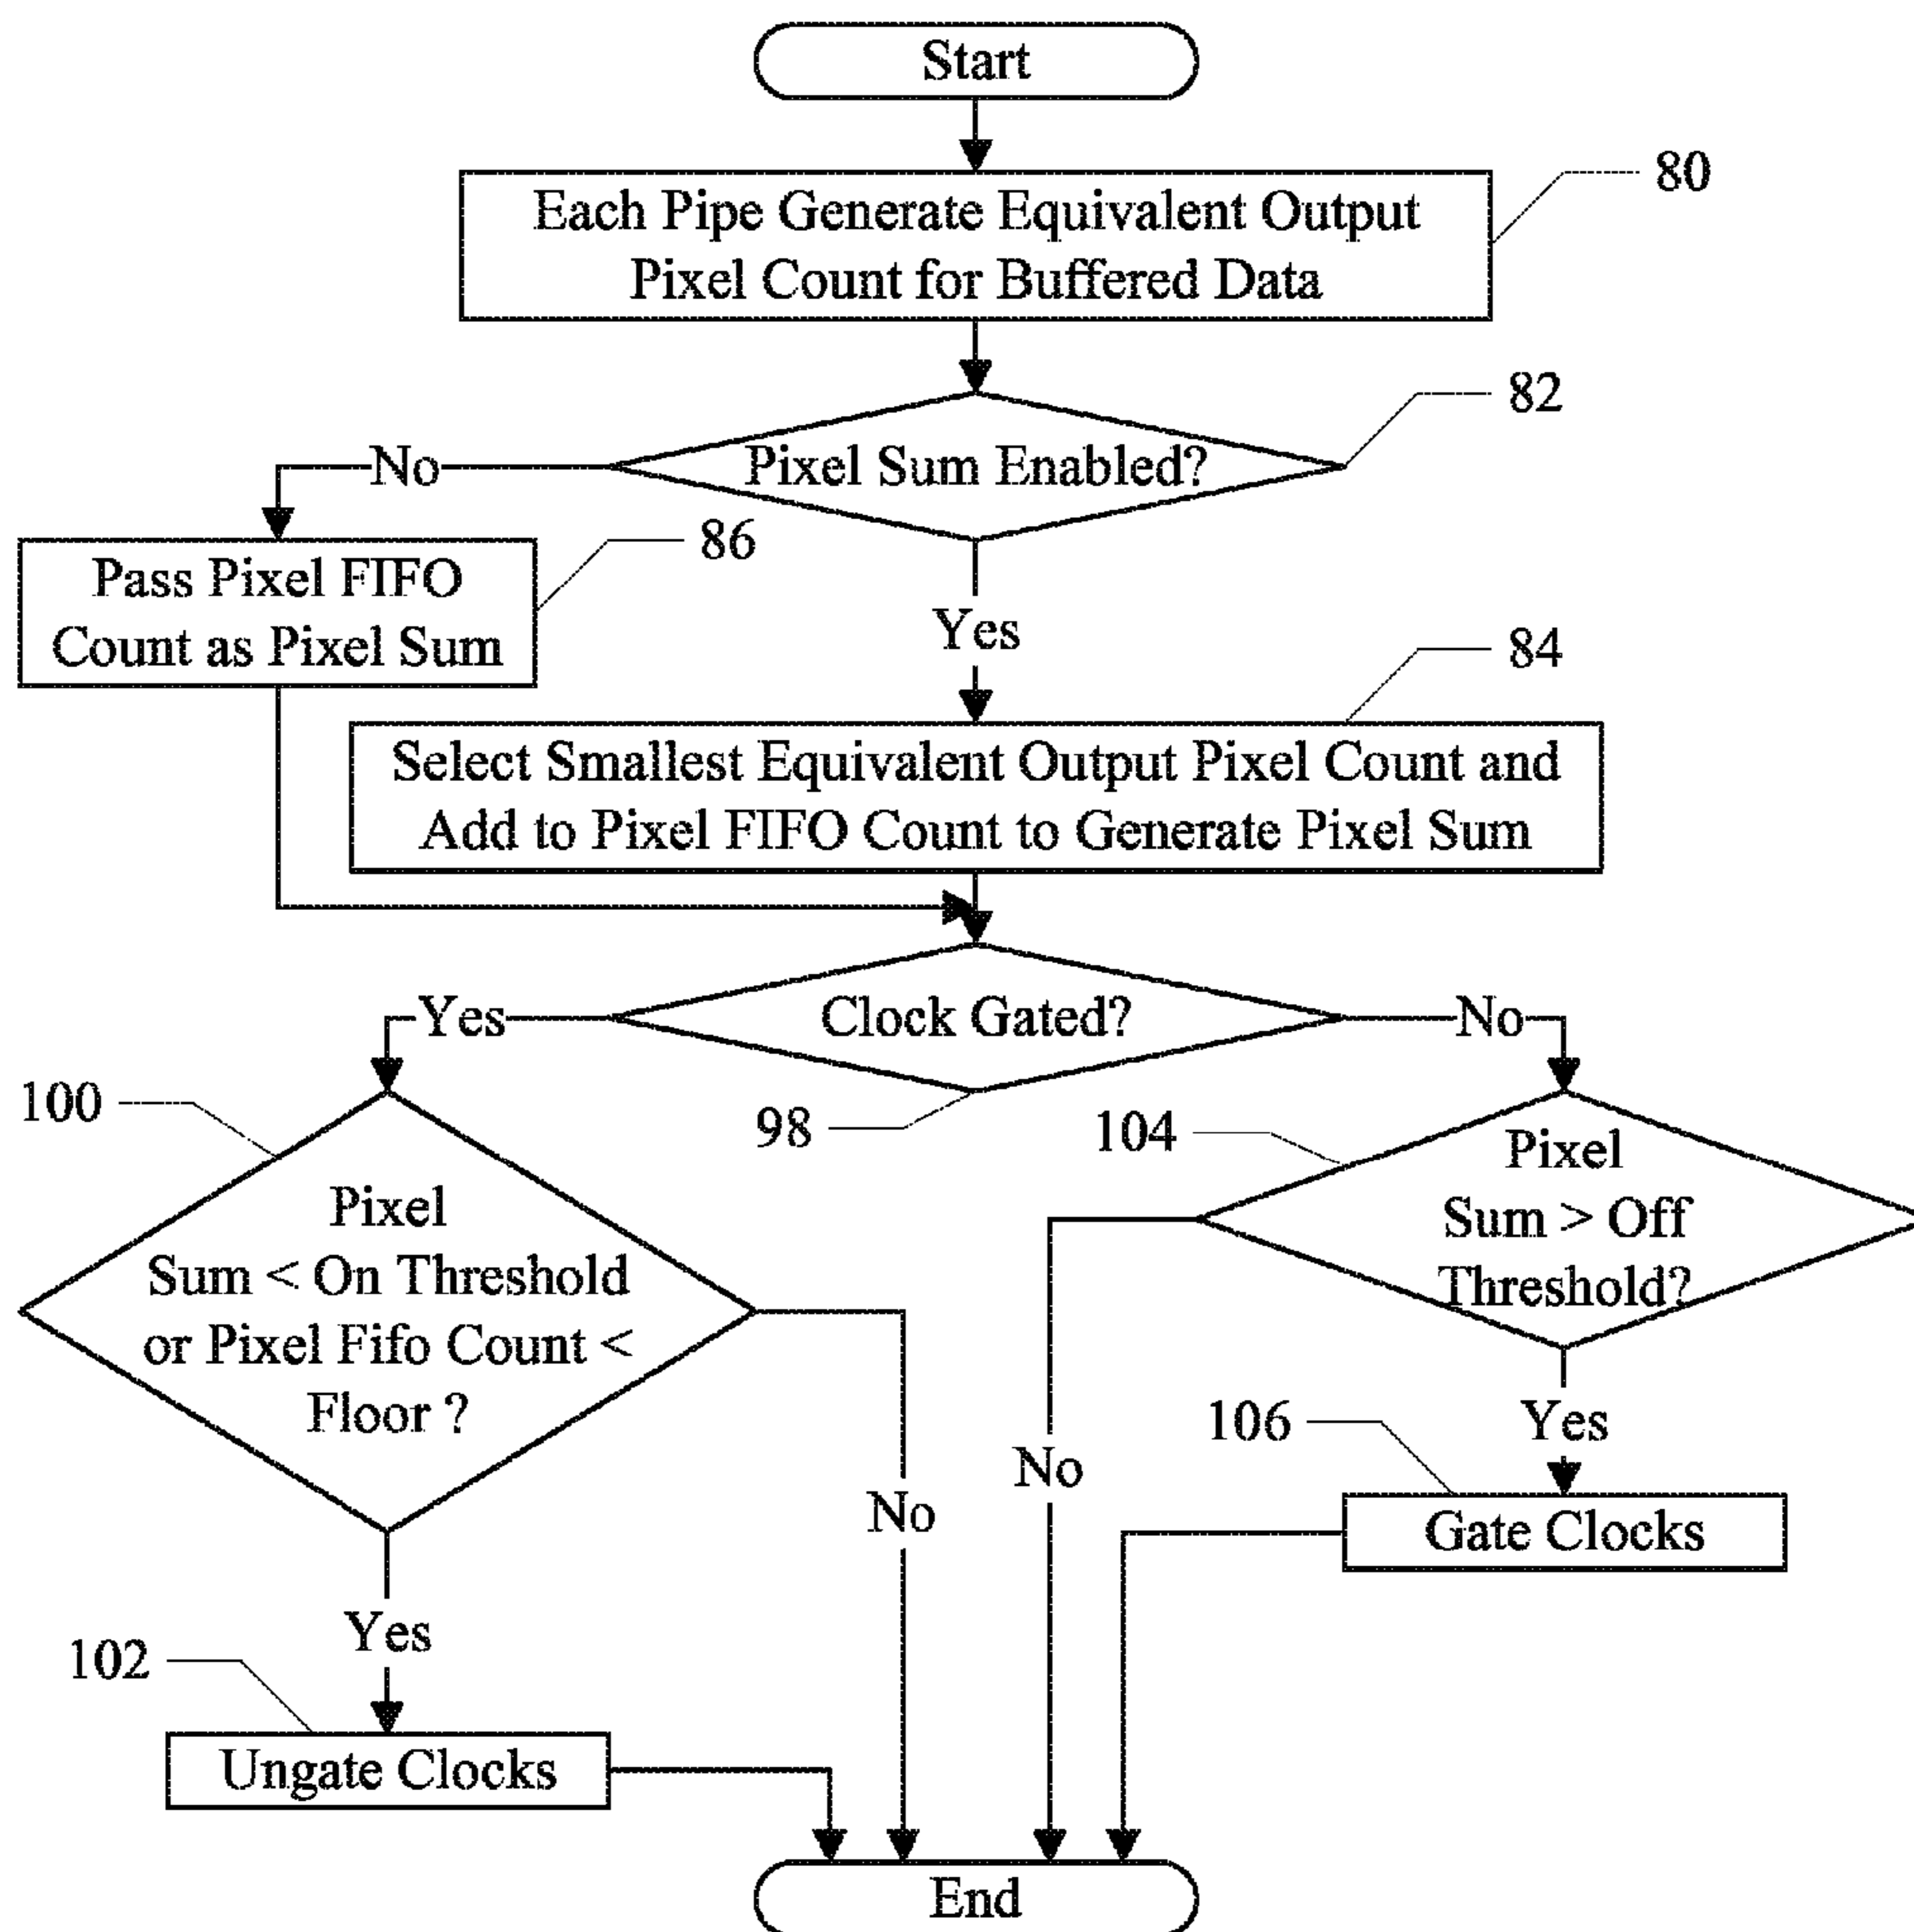 Start
80
Each Pipe Generate Equivalent Output
Pixel Count for Buffered Data
82
Pixel Sum Enabled?
No
86
Pass Pixel FIFO
Count as Pixel Sum
Yes
84
Select Smallest Equivalent Output Pixel Count and
Add to Pixel FIFO Count to Generate Pixel Sum
Clock Gated?
Yes
No
98
100
Pixel
Sum < On Threshold
or Pixel Fifo Count <
Floor ?
104
Pixel
Sum > Off
Threshold?
No
No
Yes
106
Gate Clocks
Yes
102
Ungate Clocks
End